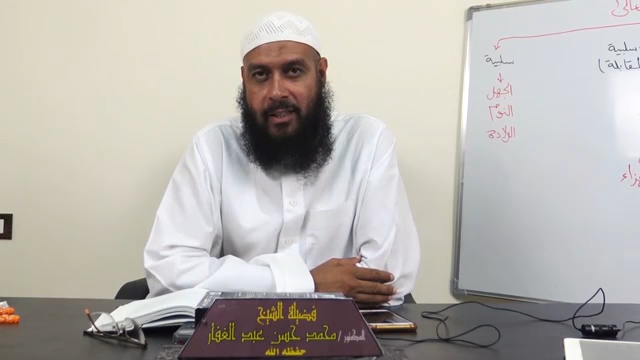 فضيلة الشيخ
الدكتور / محمد حسن عبد الغفار
حفظه الله
سلبية
الجهل
النوم
الولادة